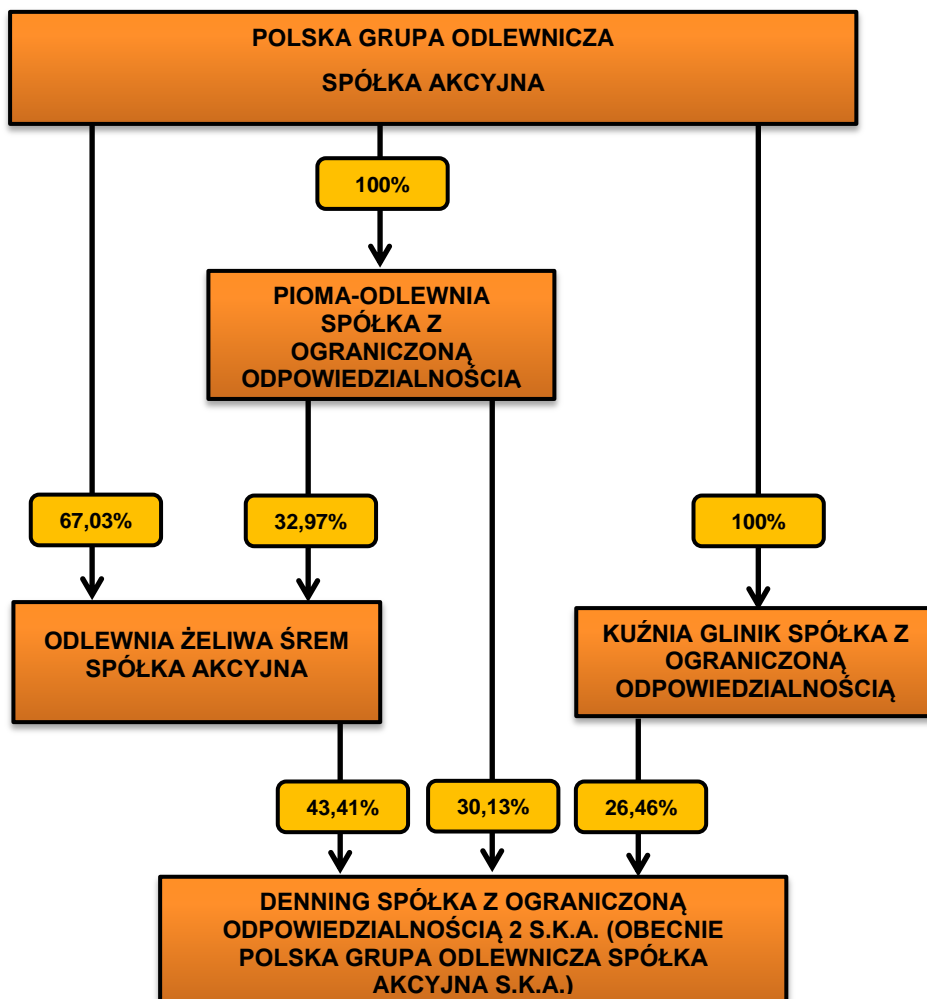 POLSKA GRUPA ODLEWNICZA
SPÓŁKA AKCYJNA
100%
PIOMA-ODLEWNIA
SPÓŁKA Z
OGRANICZONĄ
ODPOWIEDZIALNOŚCIA
67,03%
32,97%
100%
ODLEWNIA ŻELIWA ŚREM
SPÓŁKA AKCYJNA
KUŹNIA GLINIK SPÓŁKA Z
OGRANICZONĄ
ODPOWIEDZIALNOŚCIĄ
43,41%
30,13%
26,46%
DENNING SPÓŁKA Z OGRANICZONĄ
ODPOWIEDZIALNOŚCIĄ 2 S.K.A. (OBECNIE
POLSKA GRUPA ODLEWNICZA SPÓŁKA
AKCYJNA S.K.A.)